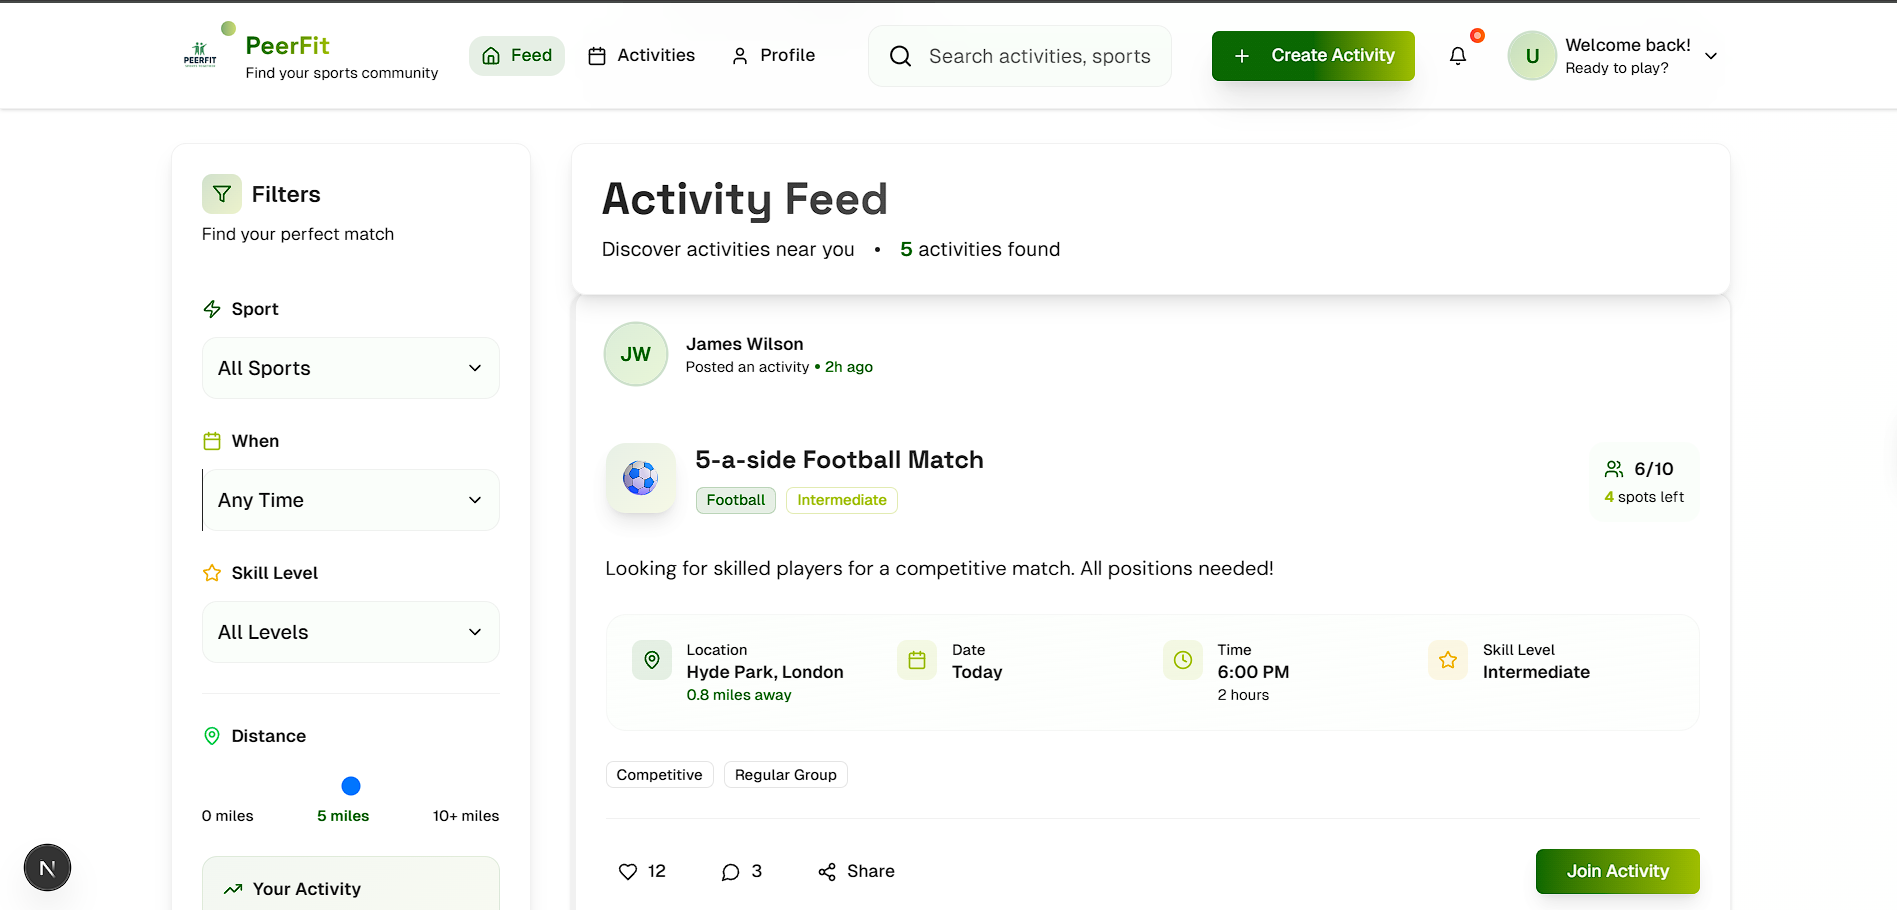 PEERFIT
PeerFit
Find your sports community
Feed
Activities
Profile
Search activities, sports
Create Activity
U
Welcome back!
Ready to play?
Filters
Find your perfect match
Sport
All Sports
When
Any Time
Skill Level
All Levels
Distance
0 miles
5 miles
10+ miles
Your Activity
N
Activity Feed
Discover activities near you • 5 activities found
JW
James Wilson
Posted an activity • 2h ago
5-a-side Football Match
Football
Intermediate
6/10
4 spots left
Looking for skilled players for a competitive match. All positions needed!
Location
Hyde Park, London
0.8 miles away
Date
Today
Time
6:00 PM
2 hours
Skill Level
Intermediate
Competitive
Regular Group
12
3
Share
Join Activity